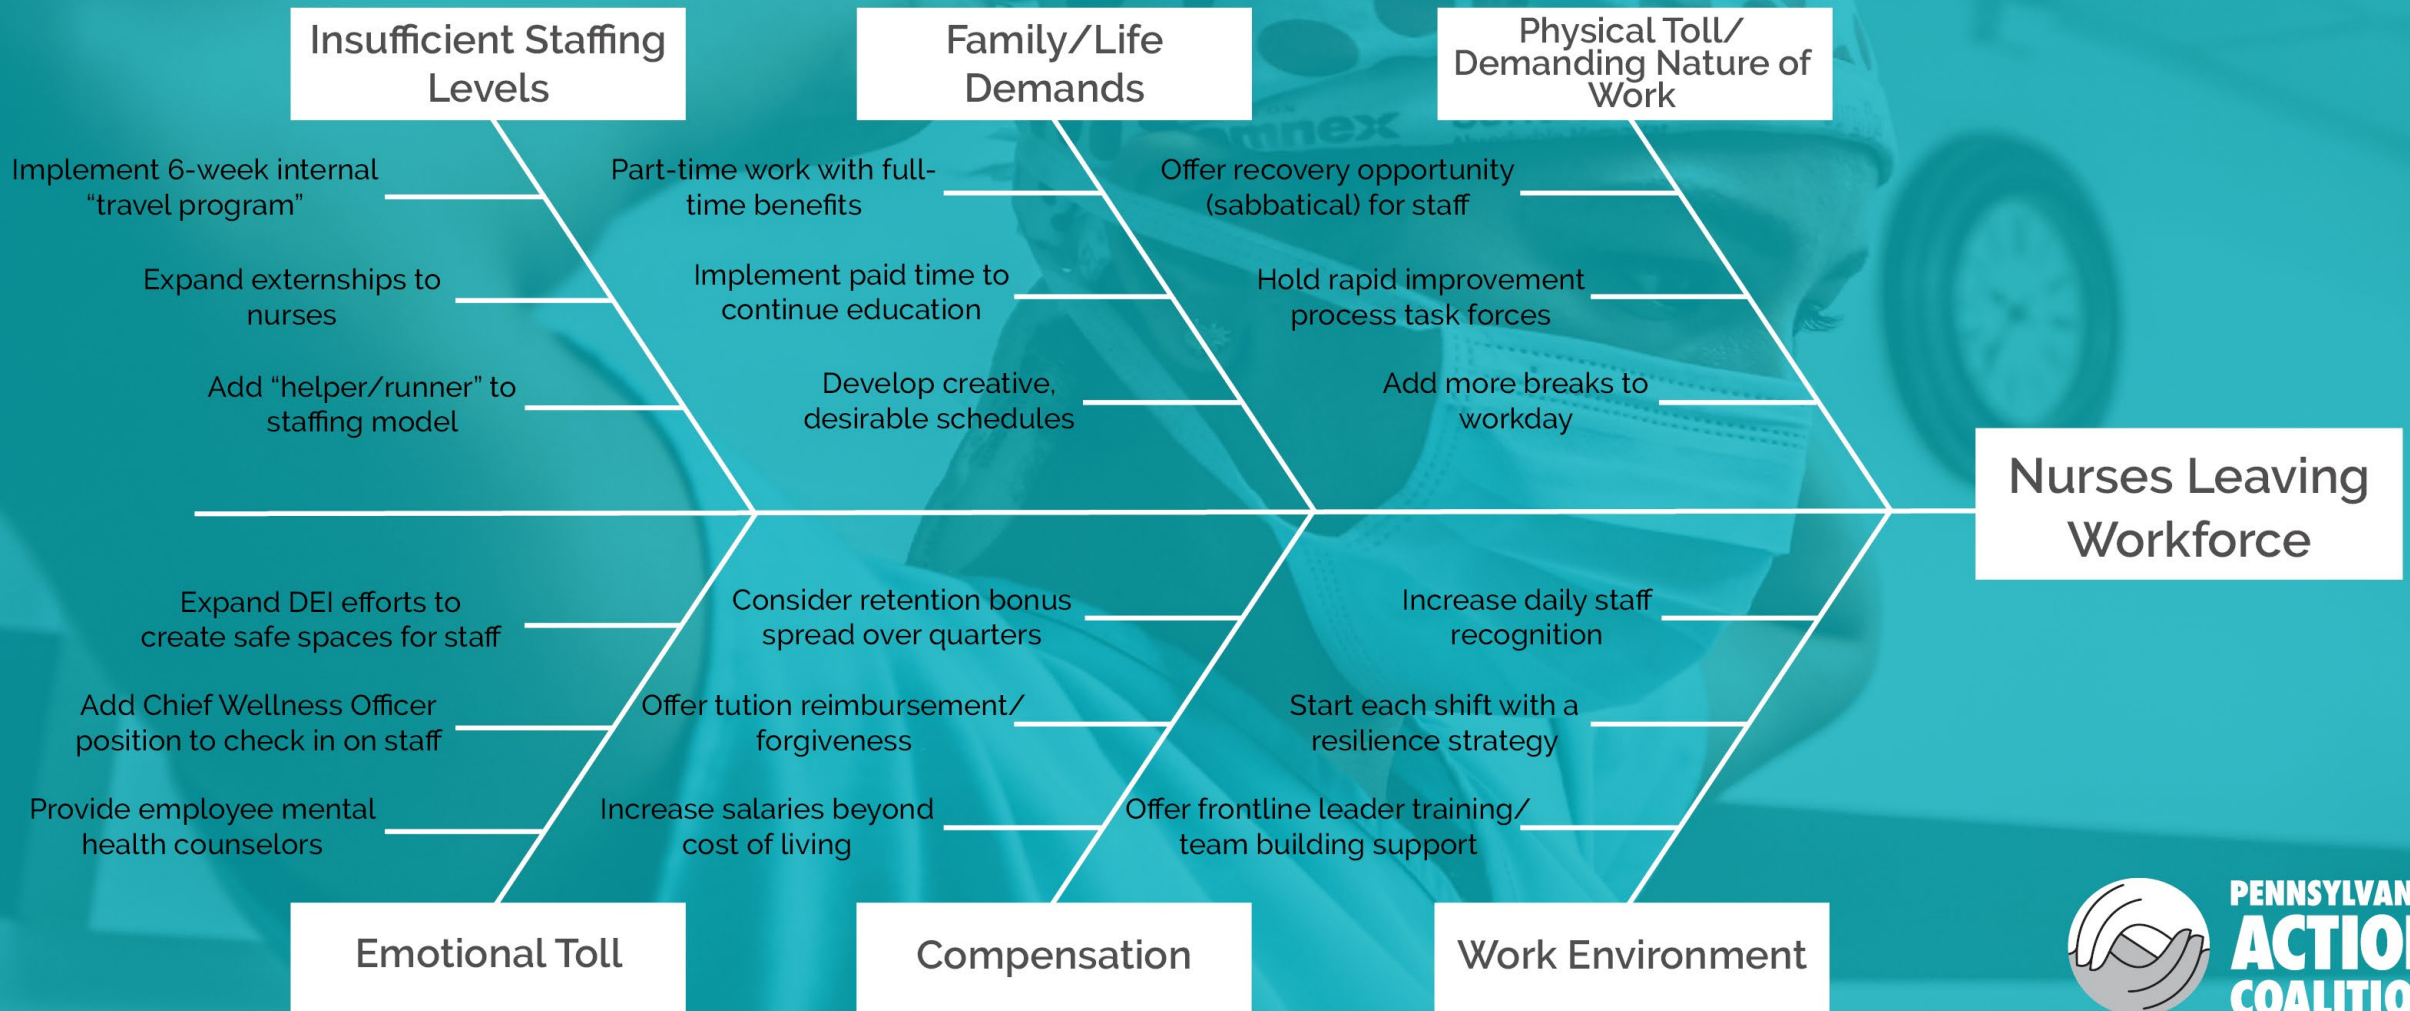 Insufficient Staffing
Levels
Family/Life
Demands
Physical Toll/
Demanding Nature of
Work
Implement 6-week internal
“travel program”
Expand externships to
nurses
Add “helper/runner” to
staffing model
Part-time work with full-
time benefits
Implement paid time to
continue education
Develop creative,
desirable schedules
Offer recovery opportunity
(sabbatical) for staff
Hold rapid improvement
process task forces
Add more breaks to
workday
Nurses Leaving
Workforce
Expand DEI efforts to
create safe spaces for staff
Add Chief Wellness Officer
position to check in on staff
Provide employee mental
health counselors
Consider retention bonus
spread over quarters
Offer tution reimbursement/
forgiveness
Increase salaries beyond
cost of living
Increase daily staff
recognition
Start each shift with a
resilience strategy
Offer frontline leader training/
team building support
Emotional Toll
Compensation
Work Environment
PENNSYLVAN
ACTIO
COALITIO